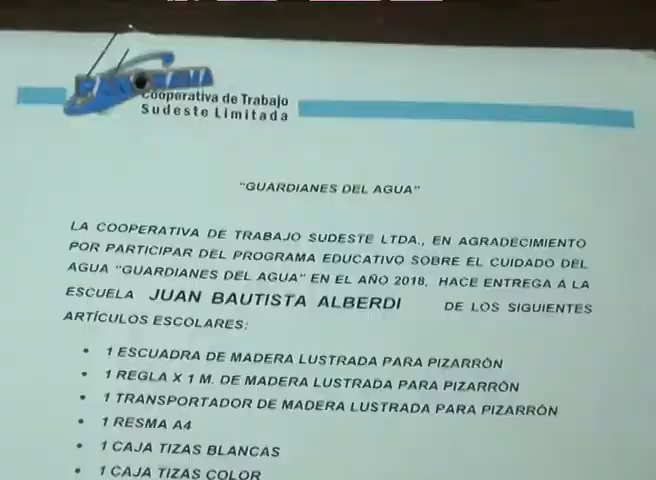 PANORAMA
Cooperativa de Trabajo
Sudeste Limitada
"GUARDIANES DEL AGUA"
LA COOPERATIVA DE TRABAJO SUDESTE LTDA., EN AGRADECIMIENTO
POR PARTICIPAR DEL PROGRAMA EDUCATIVO SOBRE EL CUIDADO DEL
AGUA "GUARDIANES DEL AGUA" EN EL AÑO 2018, HACE ENTREGA A LA
ESCUELA JUAN BAUTISTA ALBERDI DE LOS SIGUIENTES
ARTÍCULOS ESCOLARES:
• 1 ESCUADRA DE MADERA LUSTRADA PARA PIZARRÓN
• 1 REGLA X 1 M. DE MADERA LUSTRADA PARA PIZARRÓN
• 1 TRANSPORTADOR DE MADERA LUSTRADA PARA PIZARRÓN
• 1 RESMA A4
• 1 CAJA TIZAS BLANCAS
• 1 CAJA TIZAS COLOR